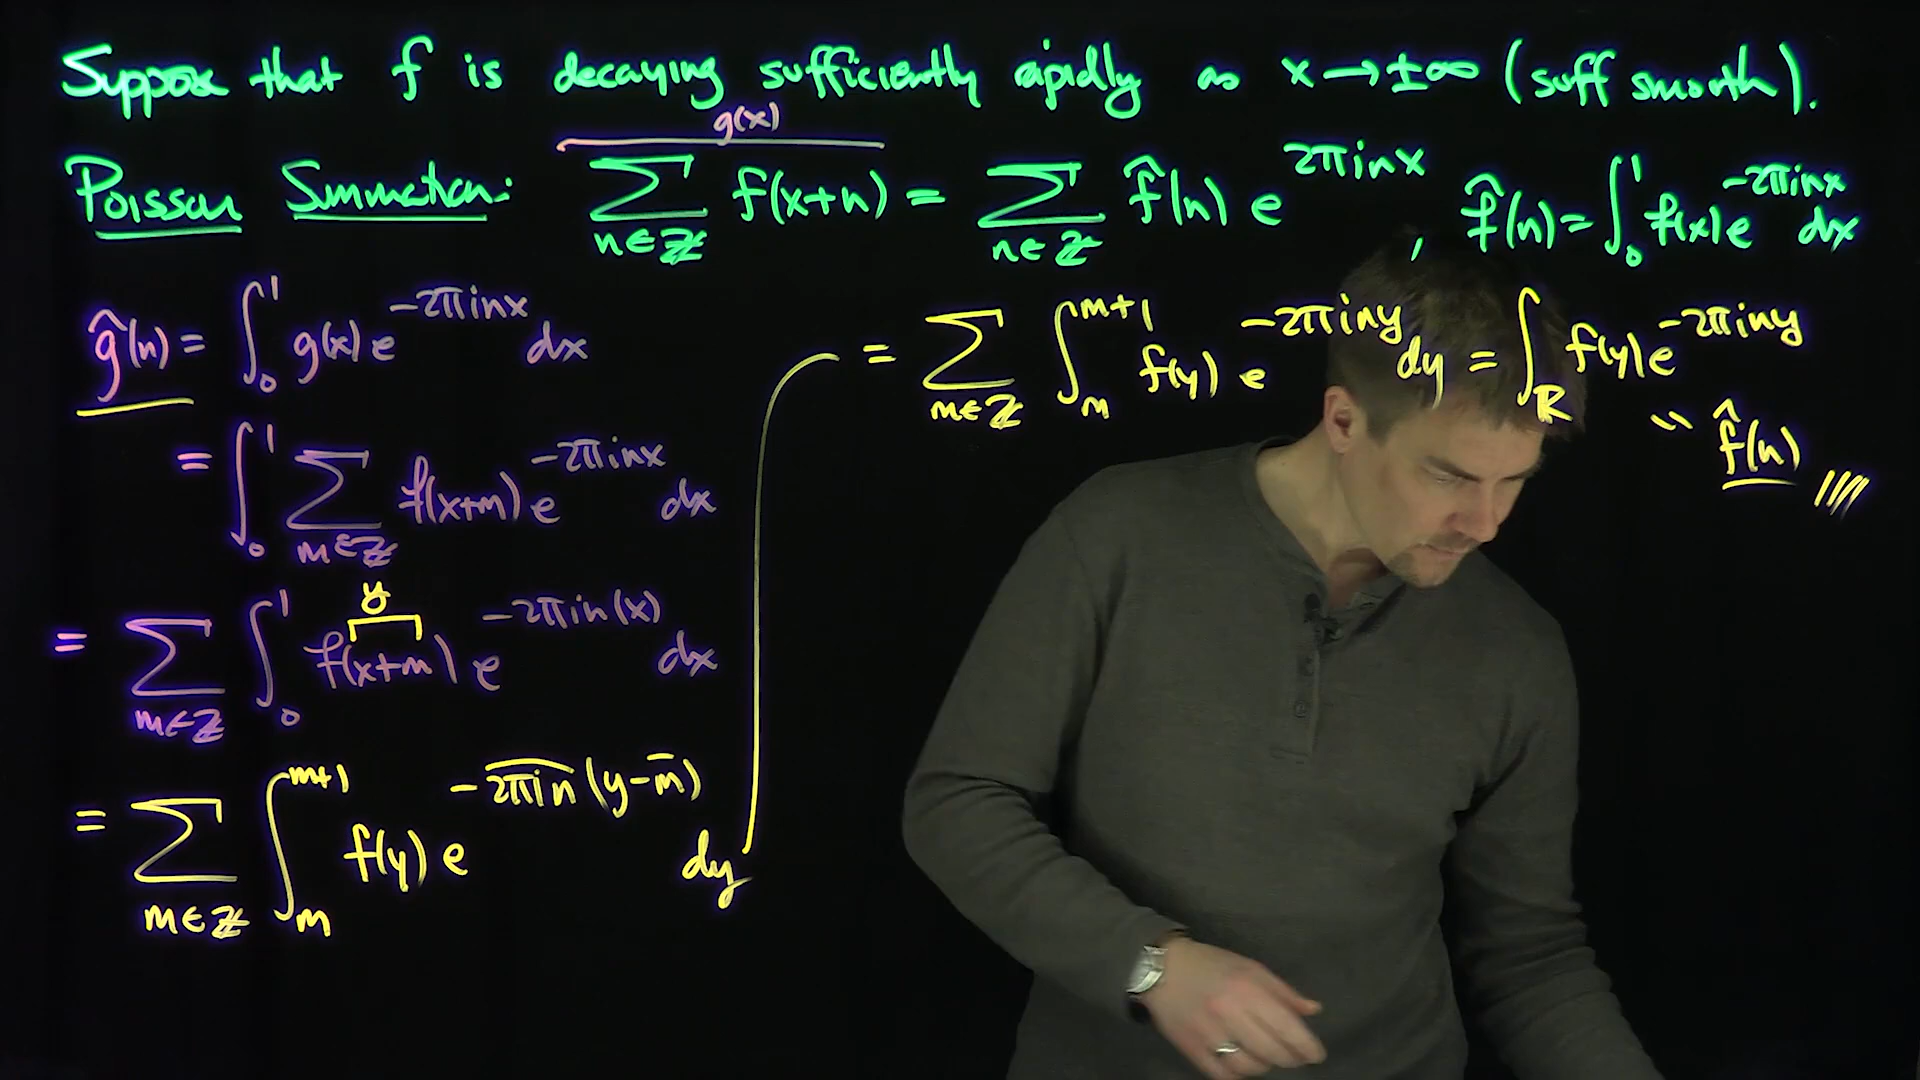 Suppose that f is decaying sufficiently rapidly as x→±∞ (suff smooth).
g(x)
Poisson Summation: ∑_{n∈ℤ} f(x+n) = ∑_{n∈ℤ} f̂(n) e^{2πinx}, f̂(n) = ∫_0^1 f(x) e^{-2πinx} dx
ĝ(n) = ∫_0^1 g(x) e^{-2πinx} dx
= ∫_0^1 ∑_{m∈ℤ} f(x+m) e^{-2πinx} dx
y
= ∑_{m∈ℤ} ∫_0^1 f(x+m) e^{-2πin(x)} dx
= ∑_{m∈ℤ} ∫_m^{m+1} f(y) e^{-2πin(y-m)} dy
= ∑_{m∈ℤ} ∫_m^{m+1} f(y) e^{-2πiny} dy = ∫_ℝ f(y) e^{-2πiny}
" f̂(n) ////